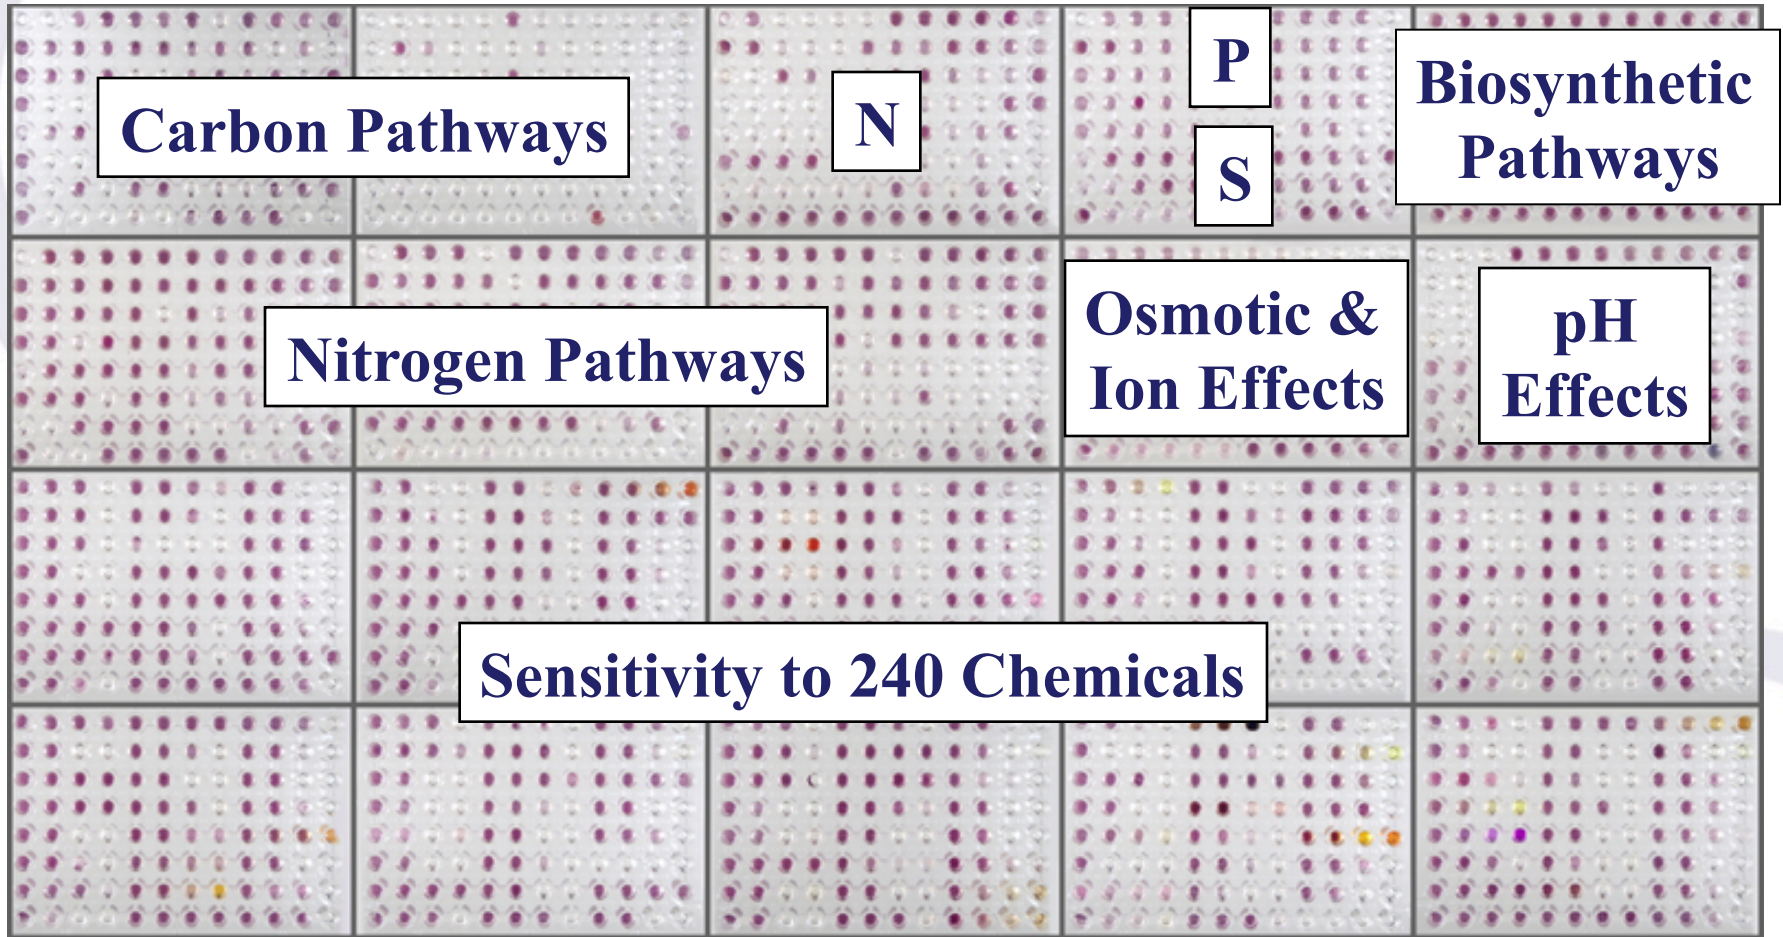 Carbon Pathways
N
P
S
Biosynthetic
Pathways
Nitrogen Pathways
Osmotic &
Ion Effects
pH
Effects
Sensitivity to 240 Chemicals